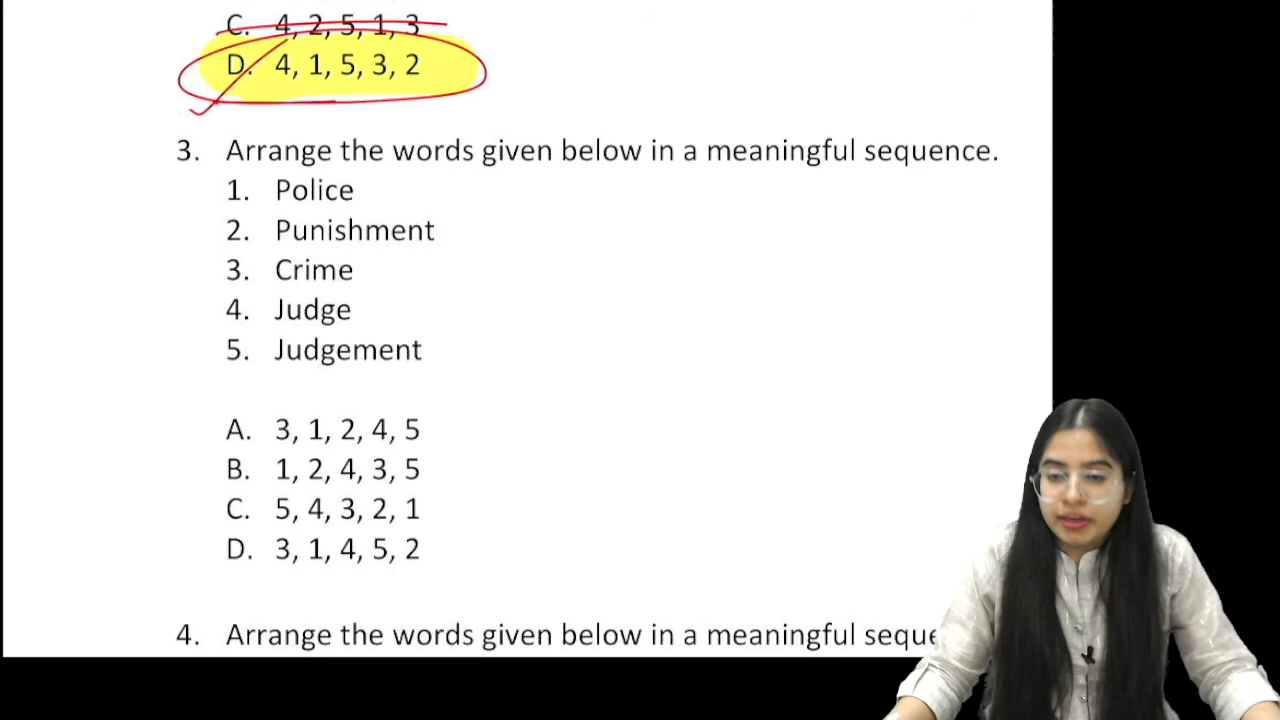 C. 4, 2, 5, 1, 3
D. 4, 1, 5, 3, 2
3. Arrange the words given below in a meaningful sequence.
1. Police
2. Punishment
3. Crime
4. Judge
5. Judgement
A. 3, 1, 2, 4, 5
B. 1, 2, 4, 3, 5
C. 5, 4, 3, 2, 1
D. 3, 1, 4, 5, 2
4. Arrange the words given below in a meaningful seque